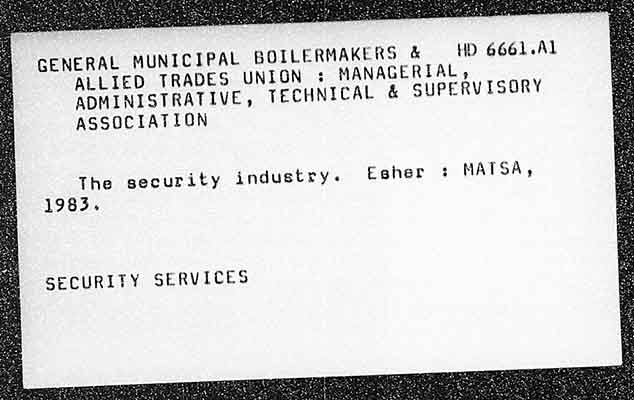 GENERAL MUNICIPAL BOILERMAKERS & HD 6661.A1
ALLIED TRADES UNION : MANAGERIAL,
ADMINISTRATIVE, TECHNICAL & SUPERVISORY
ASSOCIATION
The security industry. Esher : MATSA,
1983.
SECURITY SERVICES